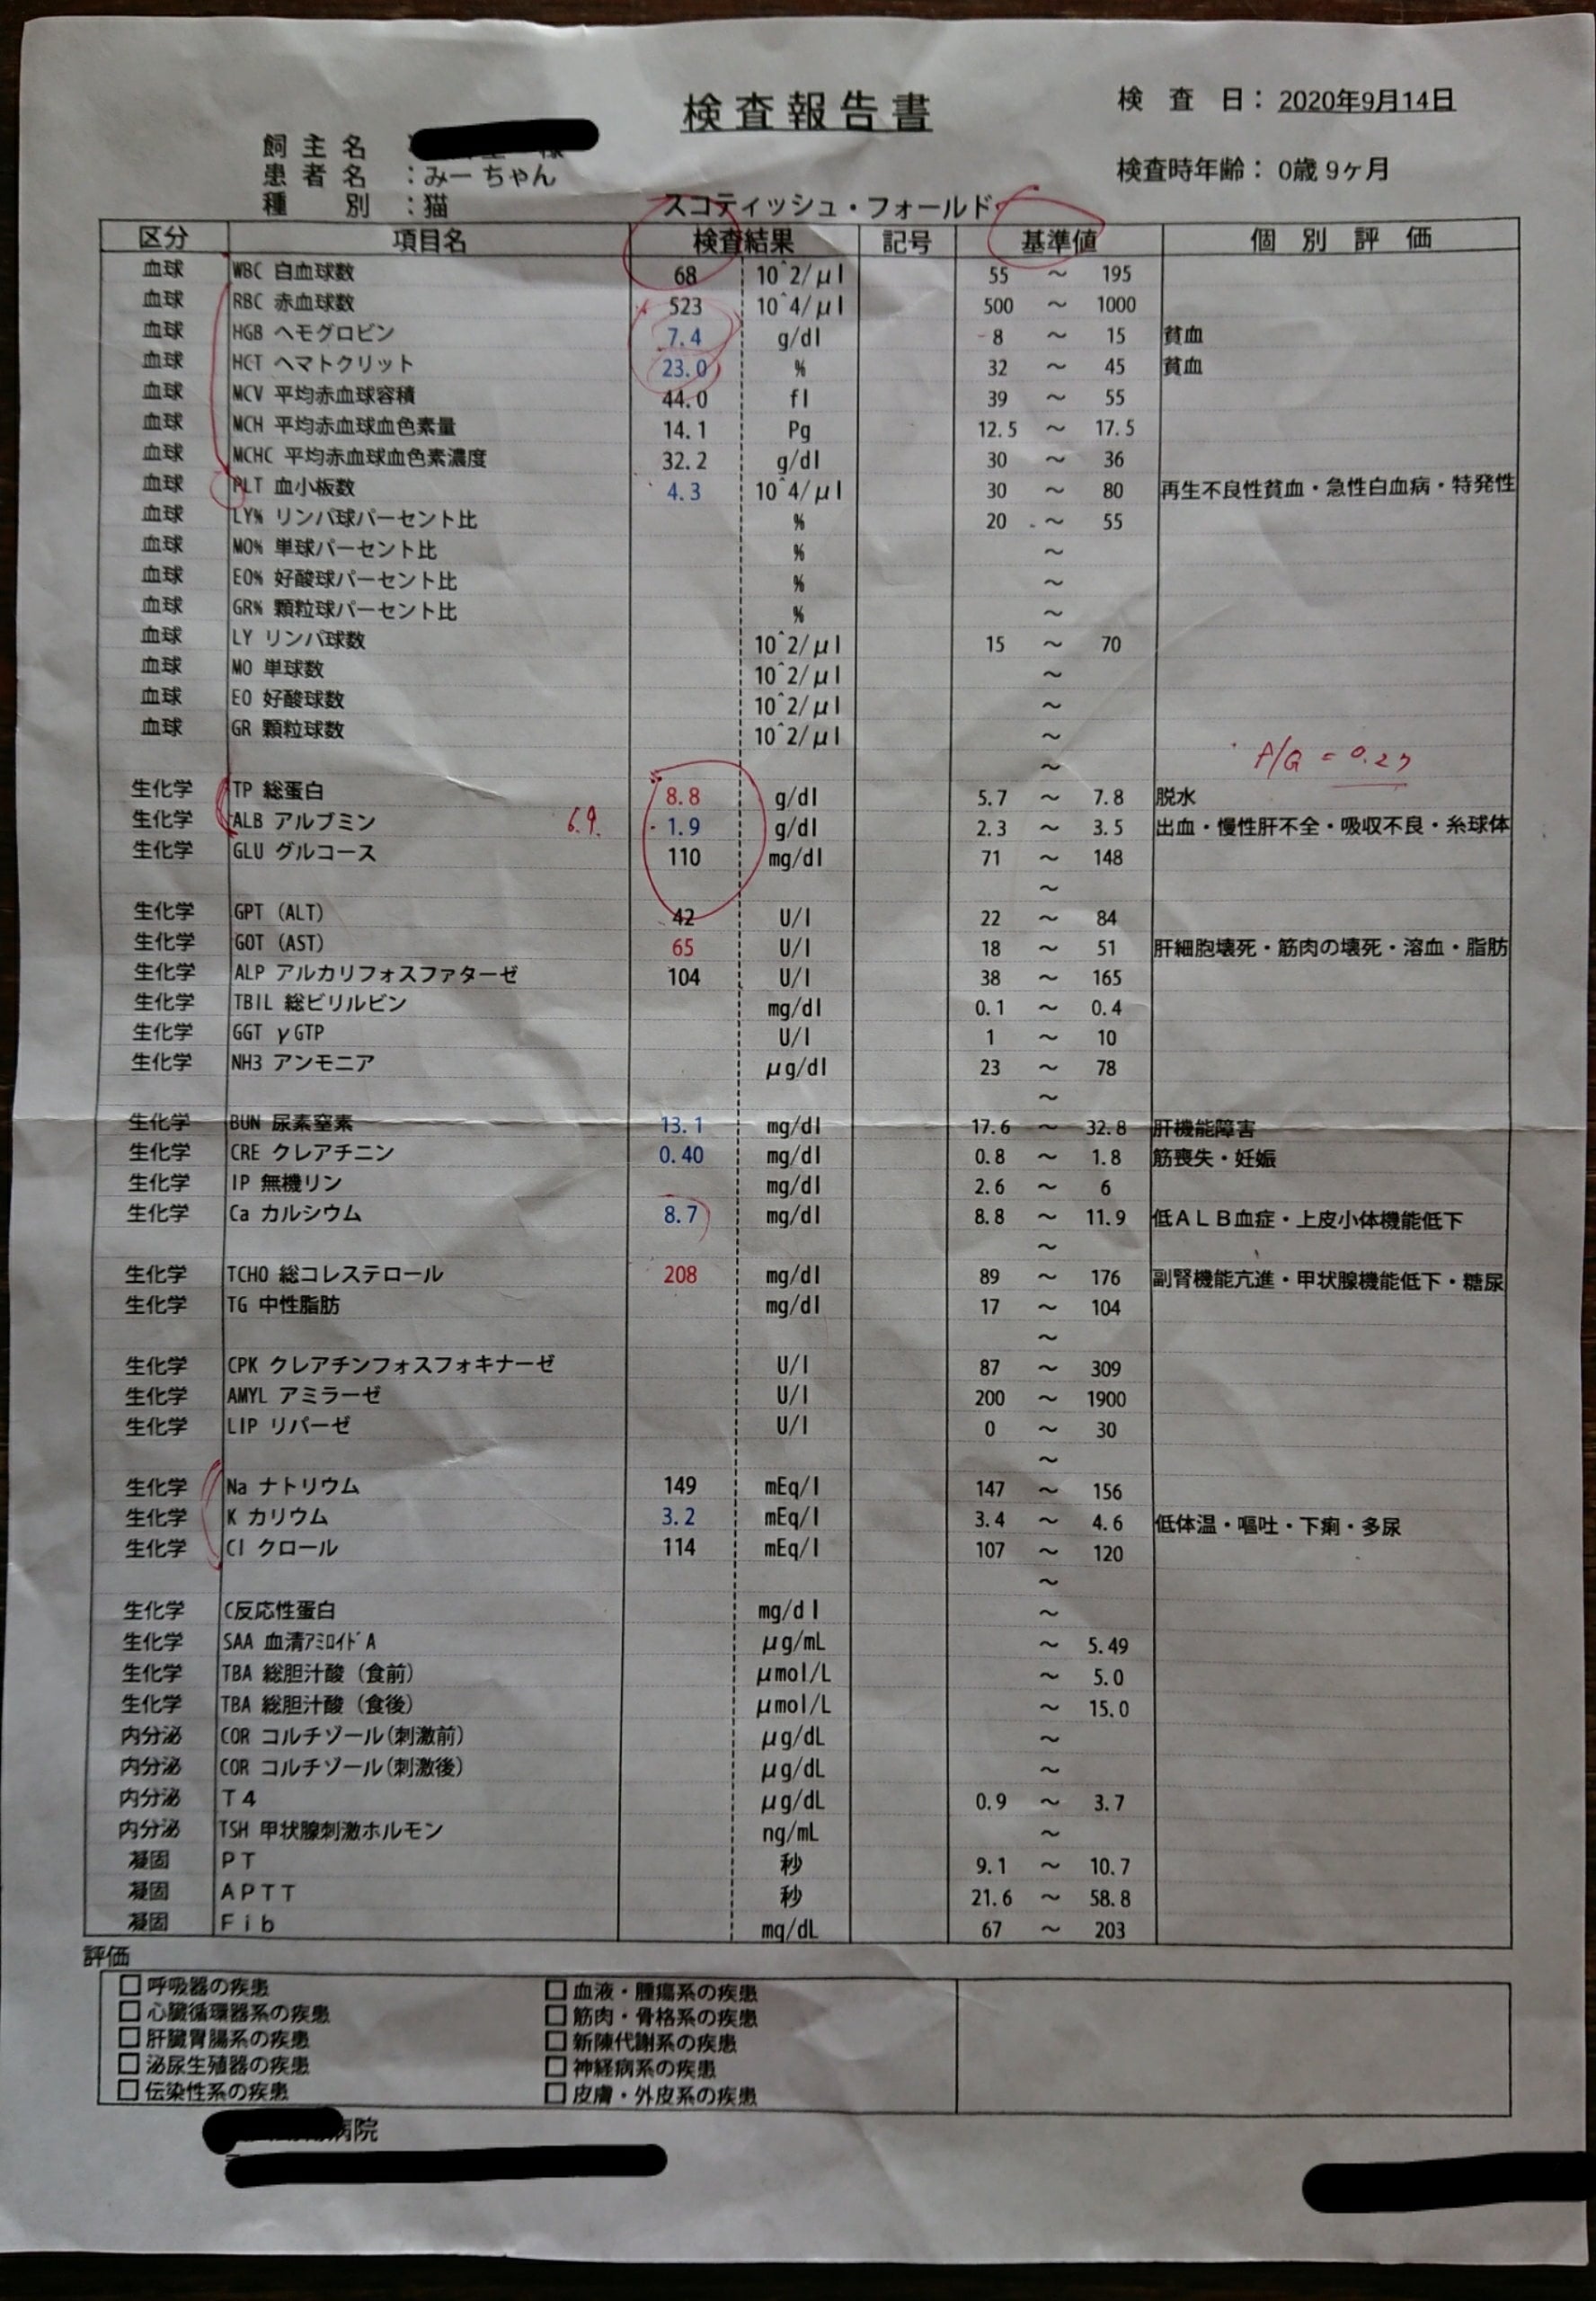 検査報告書
検 査 日： 2020年9月14日
飼主名 ：
患者名 ：みー ちゃん
検査時年齢： 0歳 9ヶ月
種 別 ：猫 スコティッシュ・フォールド
区分 項目名 検査結果 記号 基準値 個 別 評 価
血球 WBC 白血球数 68 10^2/μl 55 ～ 195
血球 RBC 赤血球数 523 10^4/μl 500 ～ 1000
血球 HGB ヘモグロビン 7.4 g/dl 8 ～ 15 貧血
血球 HCT ヘマトクリット 23.0 % 32 ～ 45 貧血
血球 MCV 平均赤血球容積 44.0 fl 39 ～ 55
血球 MCH 平均赤血球血色素量 14.1 Pg 12.5 ～ 17.5
血球 MCHC 平均赤血球血色素濃度 32.2 g/dl 30 ～ 36
血球 PLT 血小板数 4.3 10^4/μl 30 ～ 80 再生不良性貧血・急性白血病・特発性
血球 LY% リンパ球パーセント比 % 20 ～ 55
血球 MO% 単球パーセント比 % ～
血球 EO% 好酸球パーセント比 % ～
血球 GR% 顆粒球パーセント比 % ～
血球 LY リンパ球数 10^2/μl 15 ～ 70
血球 MO 単球数 10^2/μl ～
血球 EO 好酸球数 10^2/μl ～
血球 GR 顆粒球数 10^2/μl ～
～ A/G = 0.27
生化学 TP 総蛋白 8.8 g/dl 5.7 ～ 7.8 脱水
生化学 ALB アルブミン 6.9. 1.9 g/dl 2.3 ～ 3.5 出血・慢性肝不全・吸収不良・糸球体
生化学 GLU グルコース 110 mg/dl 71 ～ 148
～
生化学 GPT (ALT) 42 U/l 22 ～ 84
生化学 GOT (AST) 65 U/l 18 ～ 51 肝細胞壊死・筋肉の壊死・溶血・脂肪
生化学 ALP アルカリフォスファターゼ 104 U/l 38 ～ 165
生化学 TBIL 総ビリルビン mg/dl 0.1 ～ 0.4
生化学 GGT γGTP U/l 1 ～ 10
生化学 NH3 アンモニア μg/dl 23 ～ 78
～
生化学 BUN 尿素窒素 13.1 mg/dl 17.6 ～ 32.8 肝機能障害
生化学 CRE クレアチニン 0.40 mg/dl 0.8 ～ 1.8 筋喪失・妊娠
生化学 IP 無機リン mg/dl 2.6 ～ 6
生化学 Ca カルシウム 8.7 mg/dl 8.8 ～ 11.9 低ＡＬＢ血症・上皮小体機能低下
～
生化学 TCHO 総コレステロール 208 mg/dl 89 ～ 176 副腎機能亢進・甲状腺機能低下・糖尿
生化学 TG 中性脂肪 mg/dl 17 ～ 104
～
生化学 CPK クレアチンフォスフォキナーゼ U/l 87 ～ 309
生化学 AMYL アミラーゼ U/l 200 ～ 1900
生化学 LIP リパーゼ U/l 0 ～ 30
～
生化学 Na ナトリウム 149 mEq/l 147 ～ 156
生化学 K カリウム 3.2 mEq/l 3.4 ～ 4.6 低体温・嘔吐・下痢・多尿
生化学 Cl クロール 114 mEq/l 107 ～ 120
～
生化学 C反応性蛋白 mg/dl ～
生化学 SAA 血清ｱﾐﾛｲﾄﾞA μg/mL ～ 5.49
生化学 TBA 総胆汁酸（食前） μmol/L ～ 5.0
生化学 TBA 総胆汁酸（食後） μmol/L ～ 15.0
内分泌 COR コルチゾール(刺激前) μg/dL ～
内分泌 COR コルチゾール(刺激後) μg/dL ～
内分泌 T4 μg/dL 0.9 ～ 3.7
内分泌 TSH 甲状腺刺激ホルモン ng/mL ～
凝固 PT 秒 9.1 ～ 10.7
凝固 APTT 秒 21.6 ～ 58.8
凝固 Fib mg/dL 67 ～ 203
評価
□ 呼吸器の疾患 □ 血液・腫瘍系の疾患
□ 心臓循環器系の疾患 □ 筋肉・骨格系の疾患
□ 肝臓胃腸系の疾患 □ 新陳代謝系の疾患
□ 泌尿生殖器の疾患 □ 神経病系の疾患
□ 伝染性系の疾患 □ 皮膚・外皮系の疾患
病院